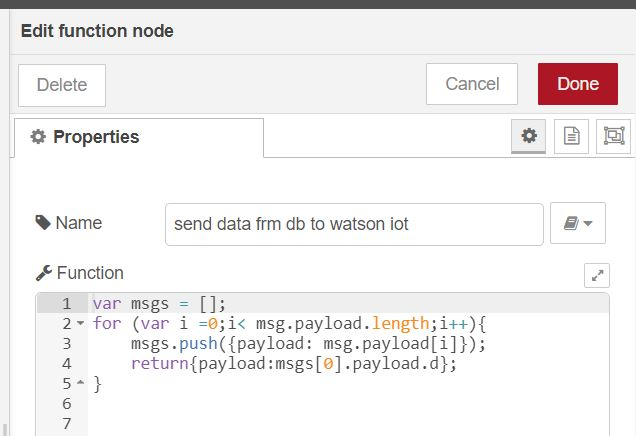 Edit function node
Delete
Cancel
Done
Properties
Name
send data frm db to watson iot
Function
1 var msgs = [];
2 for (var i =0;i< msg.payload.length;i++){
3     msgs.push({payload: msg.payload[i]});
4     return{payload:msgs[0].payload.d};
5 }
6
7